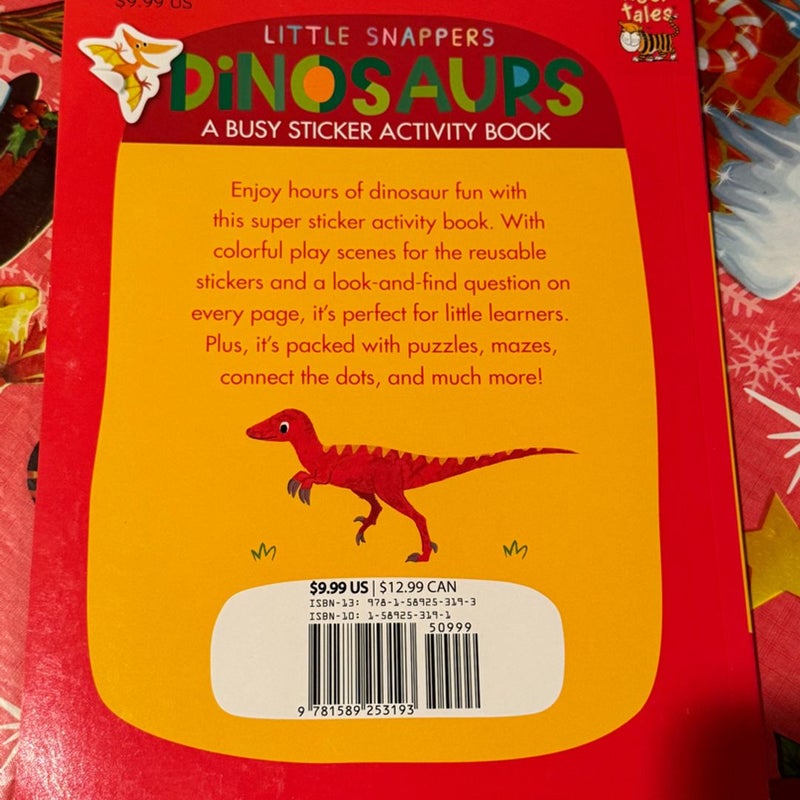 $9.99 US
tales
LITTLE SNAPPERS
DiNOSAURS
A BUSY STICKER ACTIVITY BOOK
Enjoy hours of dinosaur fun with
this super sticker activity book. With
colorful play scenes for the reusable
stickers and a look-and-find question on
every page, it's perfect for little learners.
Plus, it's packed with puzzles, mazes,
connect the dots, and much more!
$9.99 US | $12.99 CAN
ISBN-13: 978-1-58925-319-3
ISBN-10: 1-58925-319-1
50999
9 781589 253193